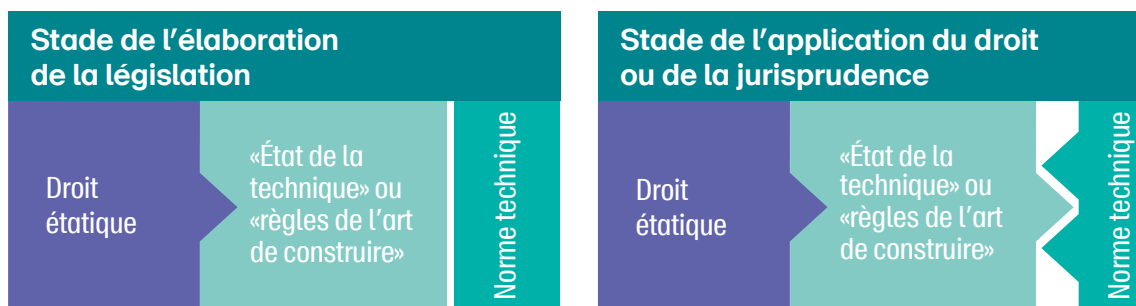 Stade de l’élaboration
de la législation
Droit
étatique
«État de la
technique» ou
«règles de l’art
de construire»
Norme technique
Stade de l’application du droit
ou de la jurisprudence
Droit
étatique
«État de la
technique» ou
«règles de l’art
de construire»
Norme technique